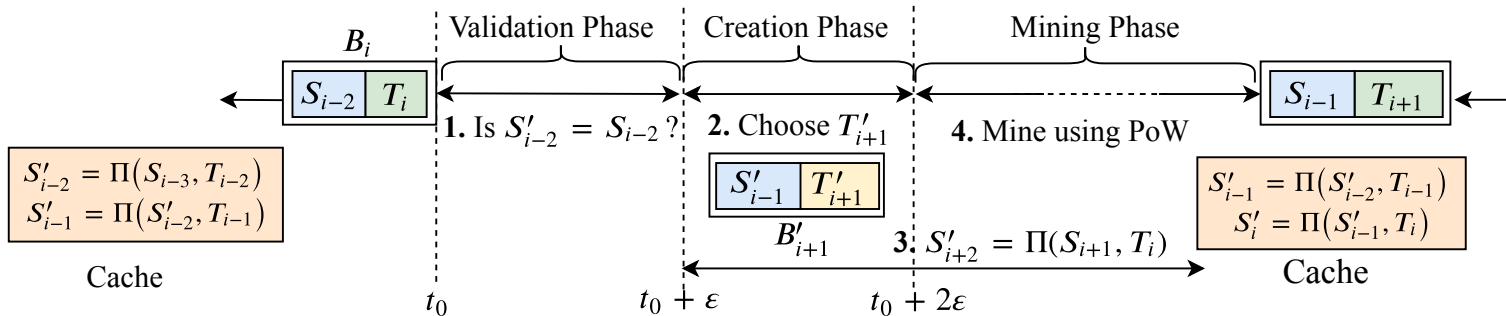 Validation Phase
Creation Phase
Mining Phase
B_i
S_{i-2} T_i
1. Is S'_{i-2} = S_{i-2} ?
2. Choose T'_{i+1}
4. Mine using PoW
S_{i-1} T_{i+1}
S'_{i-2} = Π(S_{i-3}, T_{i-2})
S'_{i-1} = Π(S'_{i-2}, T_{i-1})
Cache
S'_{i-1} T'_{i+1}
B'_{i+1}
3. S'_{i+2} = Π(S_{i+1}, T_i)
S'_{i-1} = Π(S'_{i-2}, T_{i-1})
S'_i = Π(S'_{i-1}, T_i)
Cache
t_0
t_0 + ε
t_0 + 2ε